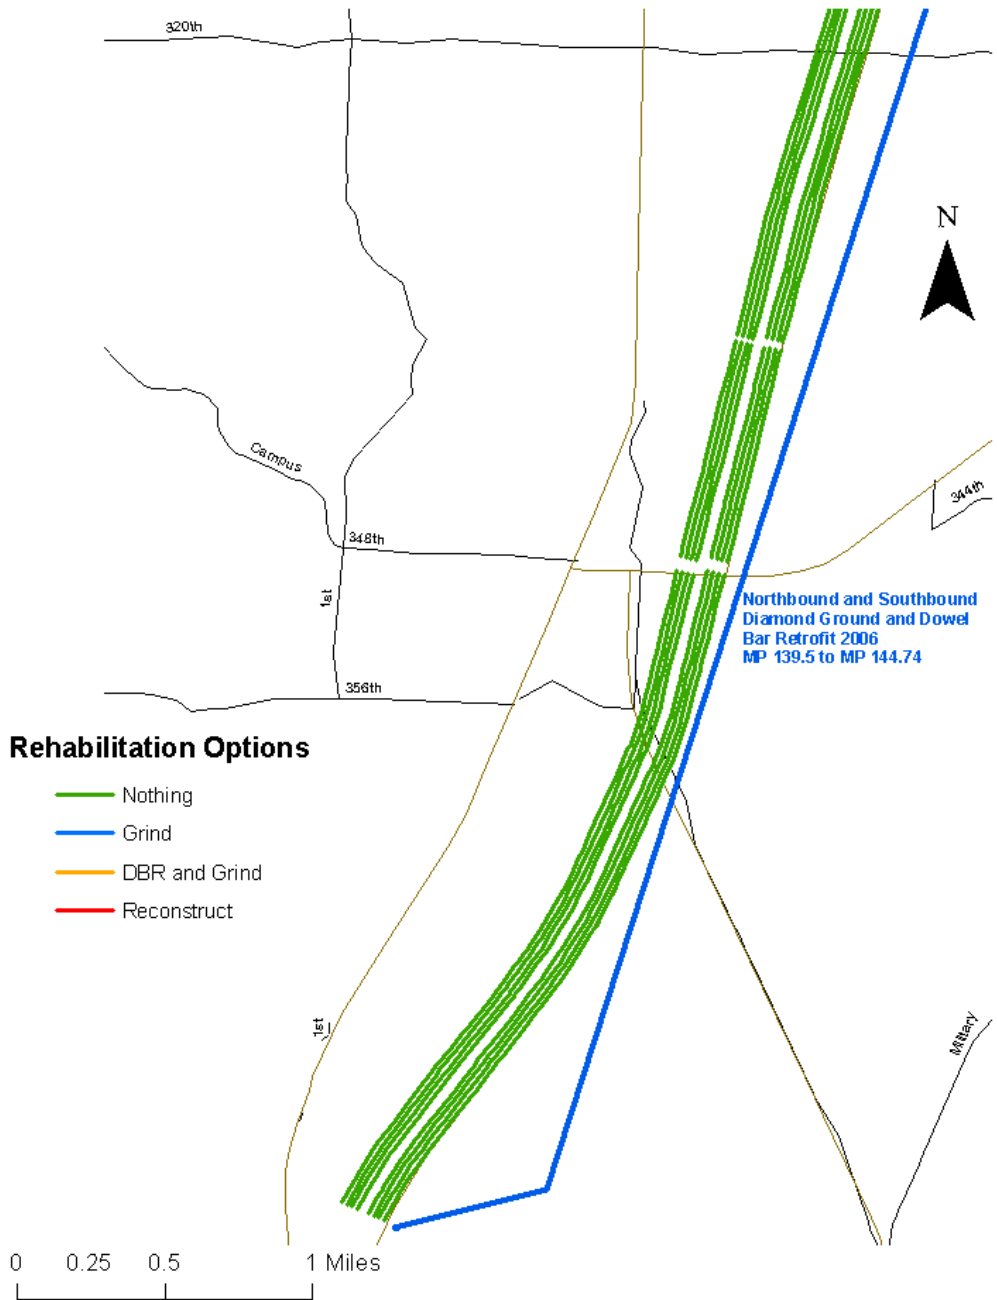 320th
N
Campus
344th
348th
1st
Northbound and Southbound
Diamond Ground and Dowel
Bar Retrofit 2006
MP 139.5 to MP 144.74
356th
Rehabilitation Options
Nothing
Grind
DBR and Grind
Reconstruct
1st
Military
0 0.25 0.5 1 Miles